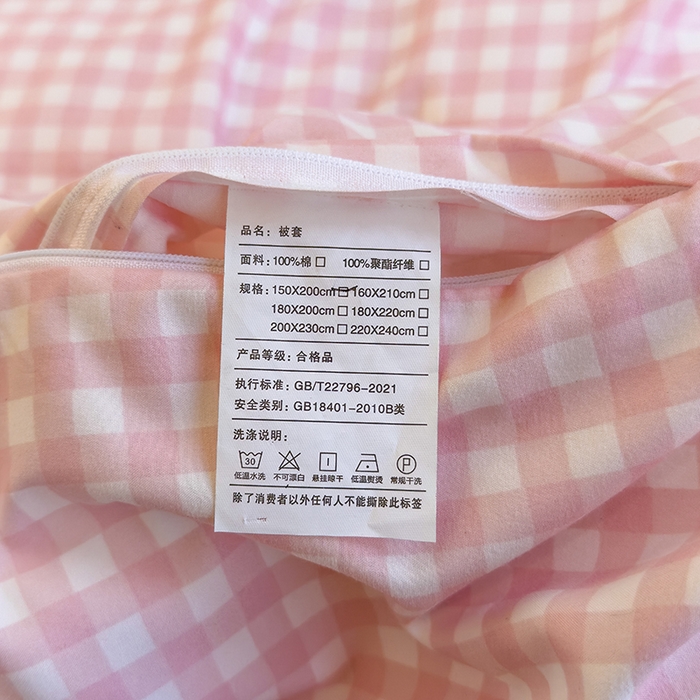 品名：被套
面料：100%棉□ 100%聚酯纤维□
规格：150X200cm□ 160X210cm□
180X200cm□ 180X220cm□
200X230cm□ 220X240cm□
产品等级：合格品
执行标准：GB/T22796-2021
安全类别：GB18401-2010B类
洗涤说明：
30 P
低温水洗 不可漂白 悬挂晾干 低温熨烫 常规干洗
除了消费者以外任何人不能撕除此标签